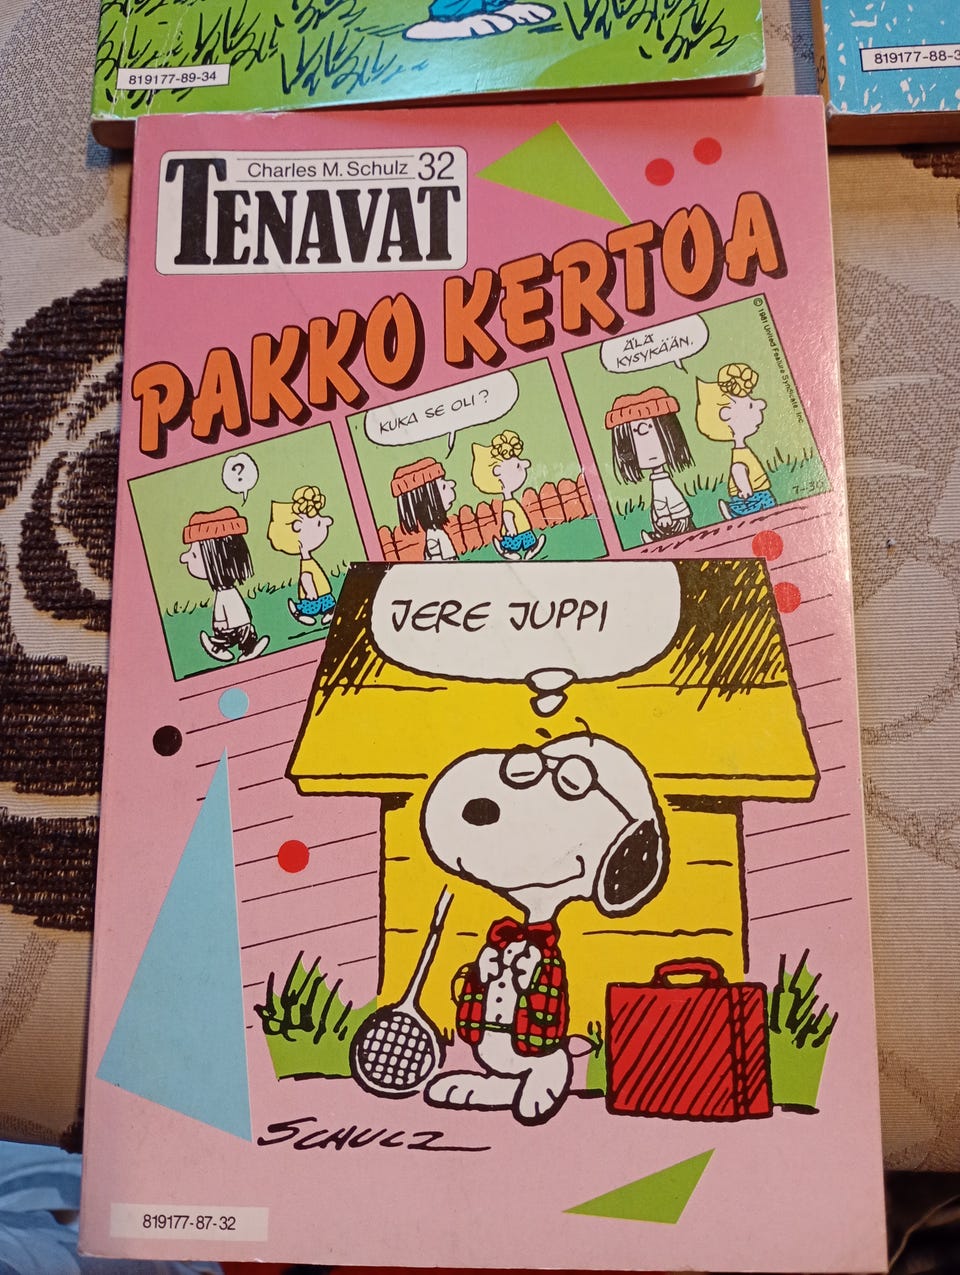 819177-89-34
819177-88-3
Charles M. Schulz 32
TENAVAT
PAKKO KERTOA
?
KUKA SE OLI?
ÄLÄ
KYSYKÄÄN.
© 1981 United Feature Syndicate, Inc.
7-30
JERE JUPPI
SCHULZ
819177-87-32